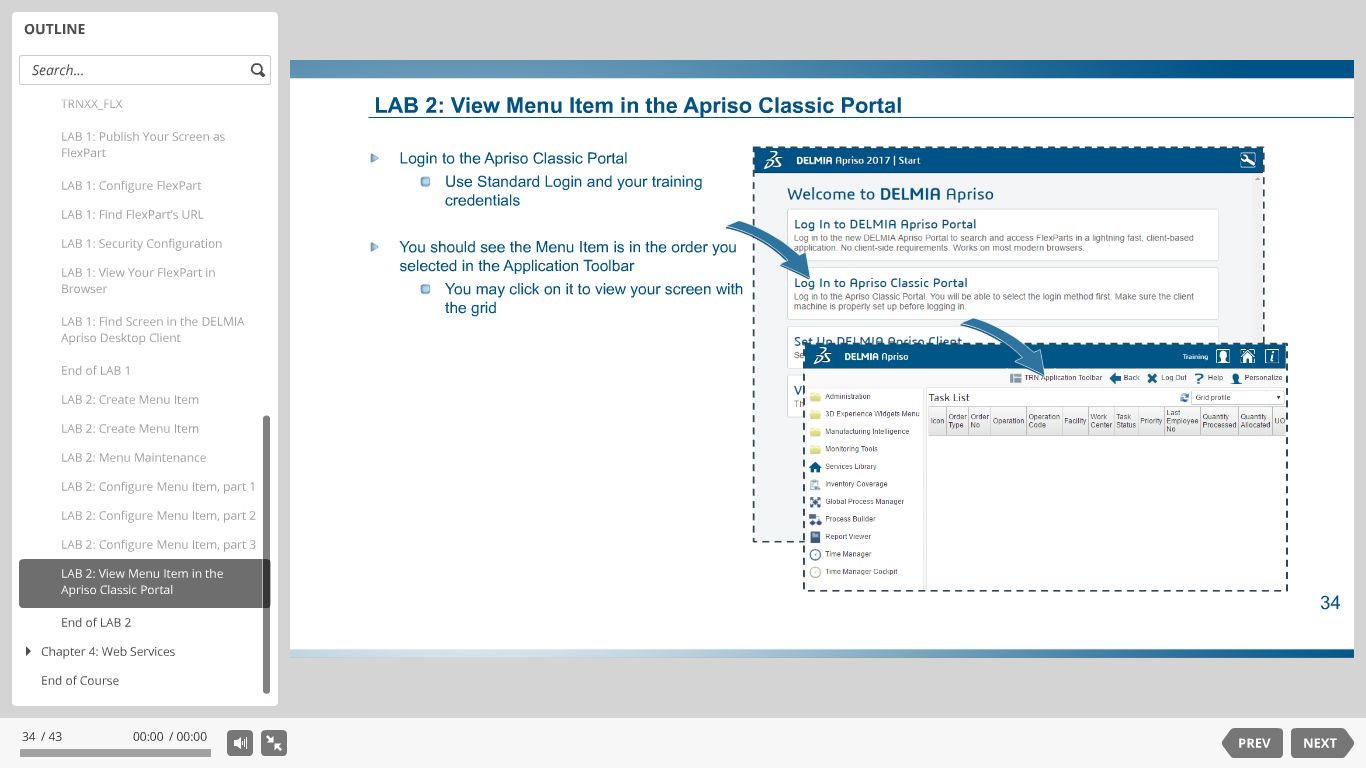 OUTLINE
Search...
TRNXX_FLX
LAB 1: Publish Your Screen as
FlexPart
LAB 1: Configure FlexPart
LAB 1: Find FlexPart's URL
LAB 1: Security Configuration
LAB 1: View Your FlexPart in
Browser
LAB 1: Find Screen in the DELMIA
Apriso Desktop Client
End of LAB 1
LAB 2: Create Menu Item
LAB 2: Create Menu Item
LAB 2: Menu Maintenance
LAB 2: Configure Menu Item, part 1
LAB 2: Configure Menu Item, part 2
LAB 2: Configure Menu Item, part 3
LAB 2: View Menu Item in the
Apriso Classic Portal
End of LAB 2
Chapter 4: Web Services
End of Course
LAB 2: View Menu Item in the Apriso Classic Portal
Login to the Apriso Classic Portal
Use Standard Login and your training
credentials
You should see the Menu Item is in the order you
selected in the Application Toolbar
You may click on it to view your screen with
the grid
DELMIA Apriso 2017 | Start
Welcome to DELMIA Apriso
Log In to DELMIA Apriso Portal
Log in to the new DELMIA Apriso Portal to search and access FlexParts in a lightning fast, client-based
application. No client-side requirements. Works on most modern browsers.
Log In to Apriso Classic Portal
Log in to the Apriso Classic Portal. You will be able to select the login method first. Make sure the client
machine is properly set up before logging in.
Set Up DELMIA Apriso Client
Se
V
Th
DELMIA Apriso
Training
TRN Application Toolbar Back Log Out Help Personalize
Administration
3D Experience Widgets Menu
Manufacturing Intelligence
Monitoring Tools
Services Library
Inventory Coverage
Global Process Manager
Process Builder
Report Viewer
Time Manager
Time Manager Cockpit
Task List
Grid profile
Icon
Order
Type
Order
No
Operation
Operation
Code
Facility
Work
Center
Task
Status
Priority
Last
Employee
No
Quantity
Processed
Quantity
Allocated
UO
34
34 / 43
00:00 / 00:00
PREV
NEXT